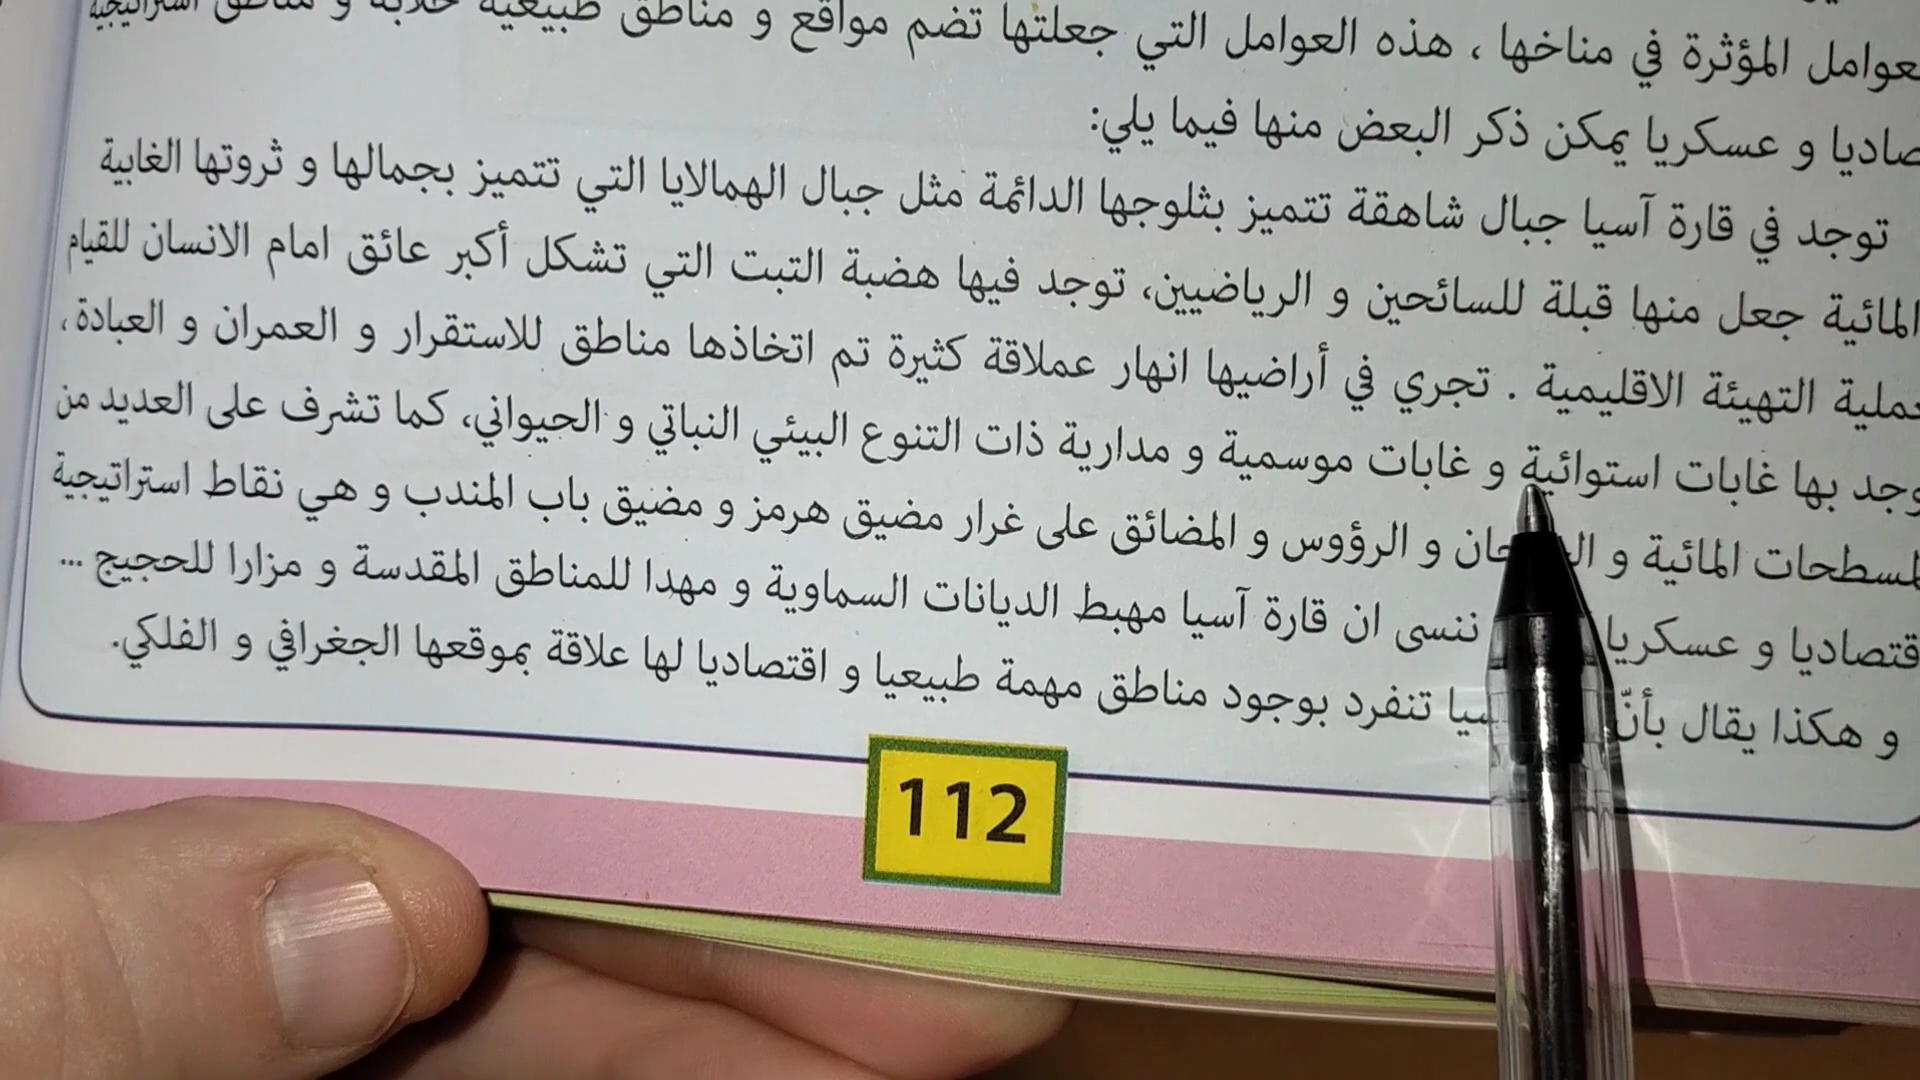 العوامل المؤثرة في مناخها ، هذه العوامل التي جعلتها تضم مواقع و مناطق طبيعية خلابة و مناطق استراتيجية
صاديا و عسكريا يمكن ذكر البعض منها فيما يلي:
توجد في قارة آسيا جبال شاهقة تتميز بثلوجها الدائمة مثل جبال الهمالايا التي تتميز بجمالها و ثروتها الغابية
المائية جعل منها قبلة للسائحين و الرياضيين، توجد فيها هضبة التبت التي تشكل أكبر عائق امام الانسان للقيام
عملية التهيئة الاقليمية . تجري في أراضيها انهار عملاقة كثيرة تم اتخاذها مناطق للاستقرار و العمران و العبادة،
وجد بها غابات استوائية و غابات موسمية و مدارية ذات التنوع البيئي النباتي و الحيواني، كما تشرف على العديد من
لمسطحات المائية و و الرؤوس و المضائق على غرار مضيق هرمز و مضيق باب المندب و هي نقاط استراتيجية
قتصاديا و عسكريا ننسى ان قارة آسيا مهبط الديانات السماوية و مهدا للمناطق المقدسة و مزارا للحجيج ...
و هكذا يقال بأنّ سيا تنفرد بوجود مناطق مهمة طبيعيا و اقتصاديا لها علاقة بموقعها الجغرافي و الفلكي.
112